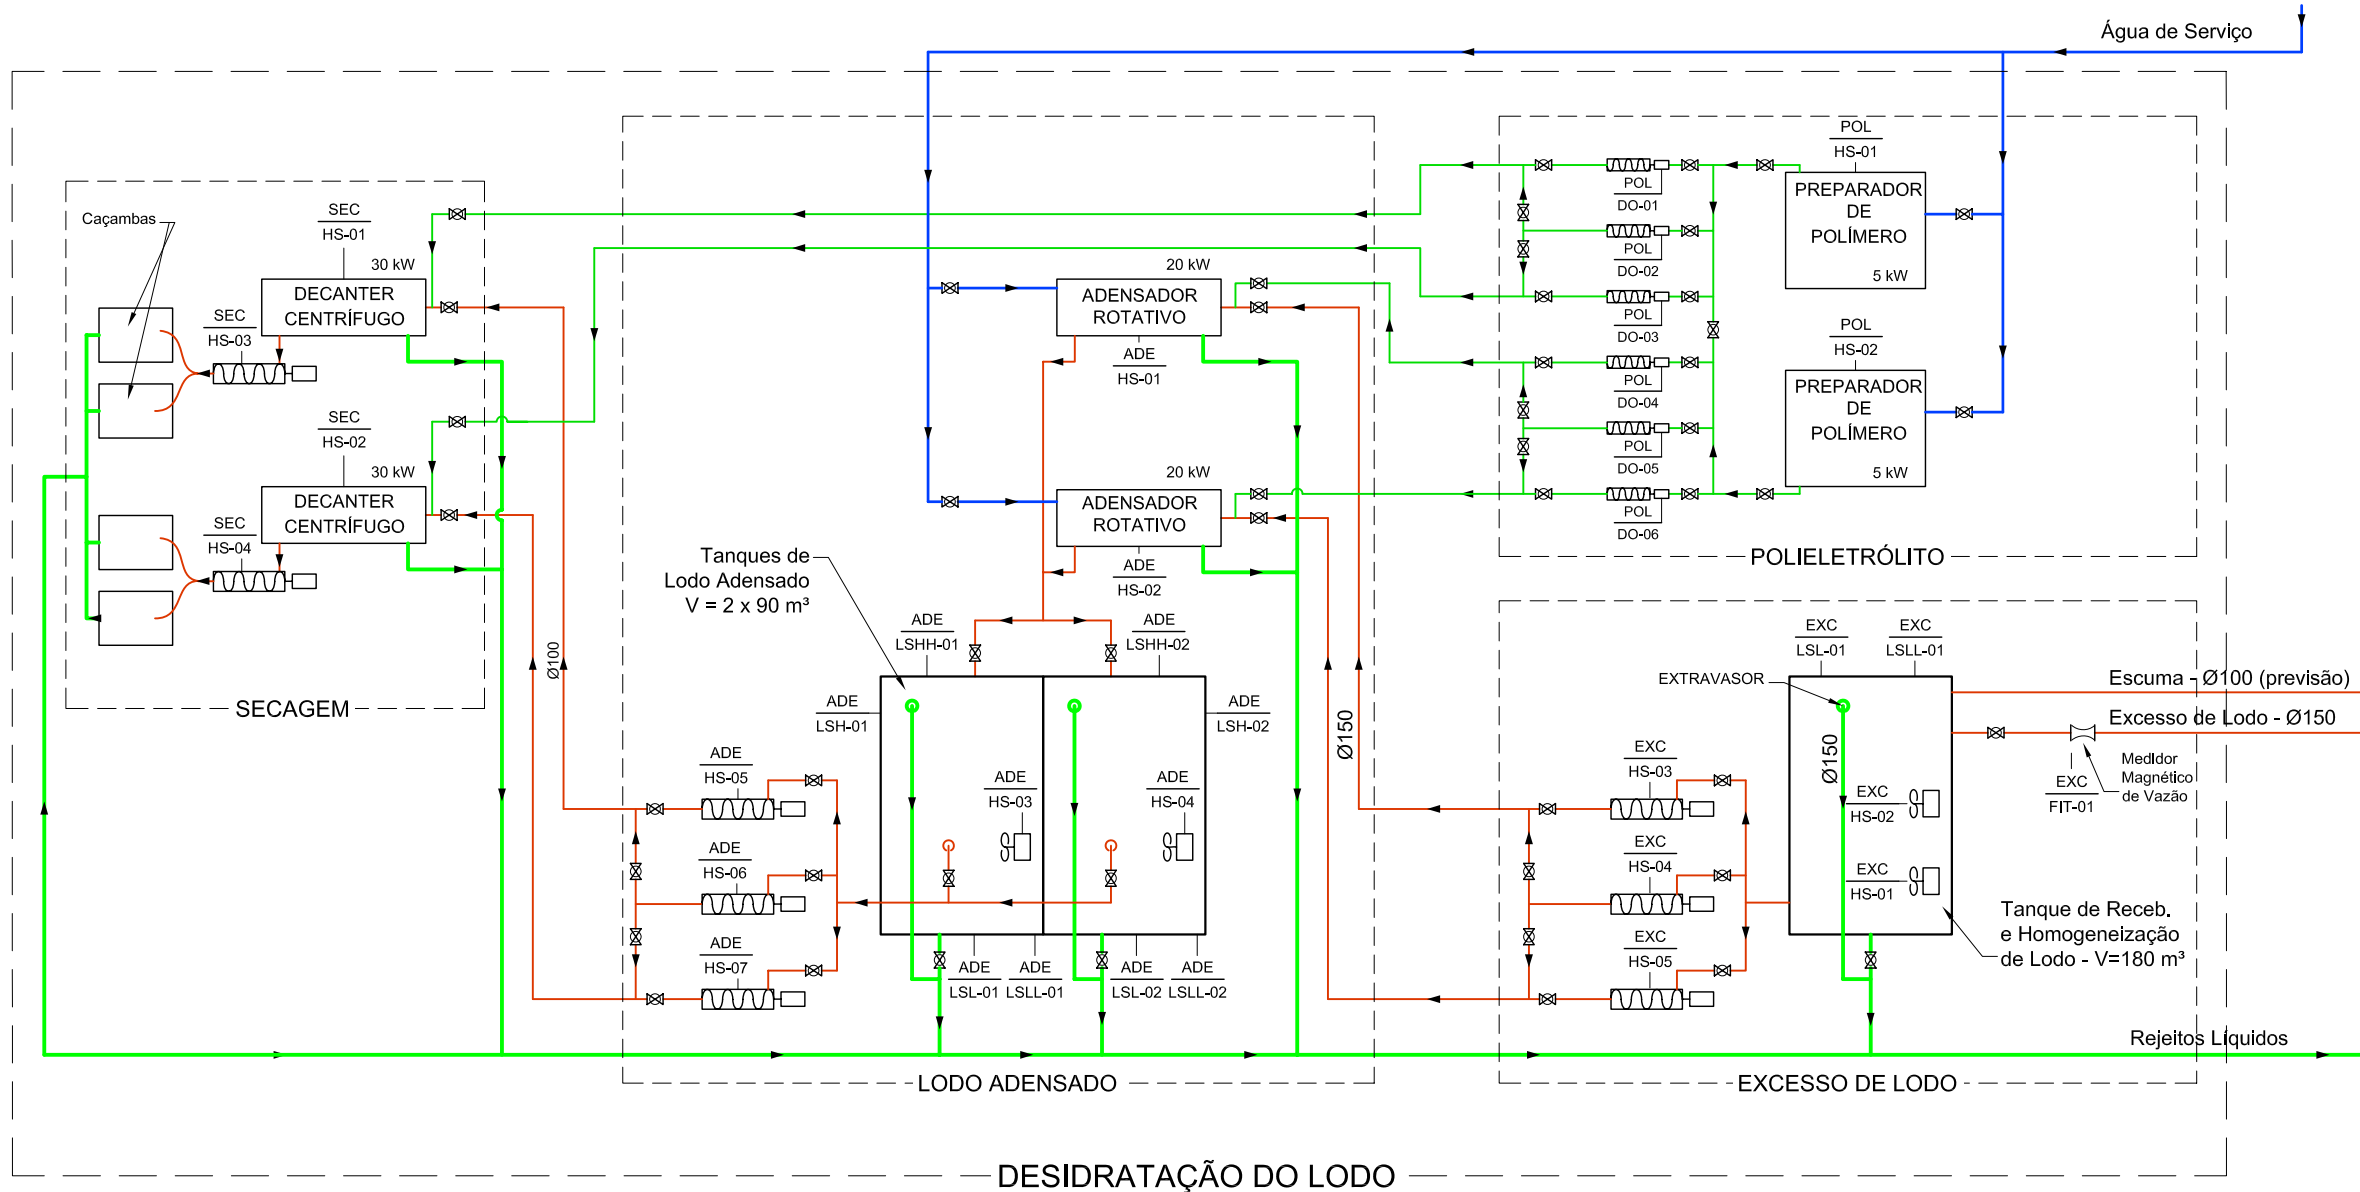 Água de Serviço
POL
HS-01
PREPARADOR
DE
POLÍMERO
5 kW
POL
HS-02
PREPARADOR
DE
POLÍMERO
5 kW
POL
DO-01
POL
DO-02
POL
DO-03
POL
DO-04
POL
DO-05
POL
DO-06
POLIELETRÓLITO
Caçambas
SEC
HS-01
30 kW
DECANTER
CENTRÍFUGO
SEC
HS-03
SEC
HS-02
30 kW
DECANTER
CENTRÍFUGO
SEC
HS-04
SECAGEM
Ø100
20 kW
ADENSADOR
ROTATIVO
ADE
HS-01
20 kW
ADENSADOR
ROTATIVO
ADE
HS-02
Tanques de
Lodo Adensado
V = 2 x 90 m³
ADE
LSHH-01
ADE
LSHH-02
ADE
LSH-01
ADE
LSH-02
ADE
HS-03
ADE
HS-04
ADE
HS-05
ADE
HS-06
ADE
HS-07
ADE
LSL-01
ADE
LSLL-01
ADE
LSL-02
ADE
LSLL-02
Ø150
LODO ADENSADO
EXC
LSL-01
EXC
LSLL-01
EXTRAVASOR
Escuma - Ø100 (previsão)
Excesso de Lodo - Ø150
Medidor
Magnético
de Vazão
EXC
FIT-01
Ø150
EXC
HS-02
EXC
HS-01
EXC
HS-03
EXC
HS-04
EXC
HS-05
Tanque de Receb.
e Homogeneização
de Lodo - V=180 m³
Rejeitos Líquidos
EXCESSO DE LODO
DESIDRATAÇÃO DO LODO